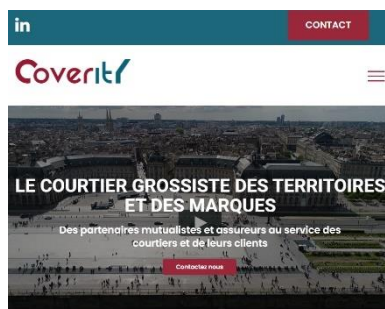 in
CONTACT
Coverity
LE COURTIER GROSSISTE DES TERRITOIRES
ET DES MARQUES
Des partenaires mutualistes et assureurs au service des
courtiers et de leurs clients
Contactez nous